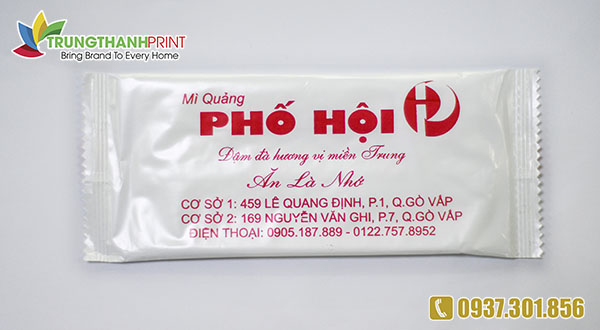 TRUNGTHANHPRINT
Bring Brand To Every Home
Mì Quảng
PHỐ HỘI
Đậm đà hương vị miền Trung
Ăn Là Nhớ
CƠ SỞ 1: 459 LÊ QUANG ĐỊNH, P.1, Q.GÒ VẤP
CƠ SỞ 2: 169 NGUYỄN VĂN GHI, P.7, Q.GÒ VẤP
ĐIỆN THOẠI: 0905.187.889 - 0122.757.8952
0937.301.856